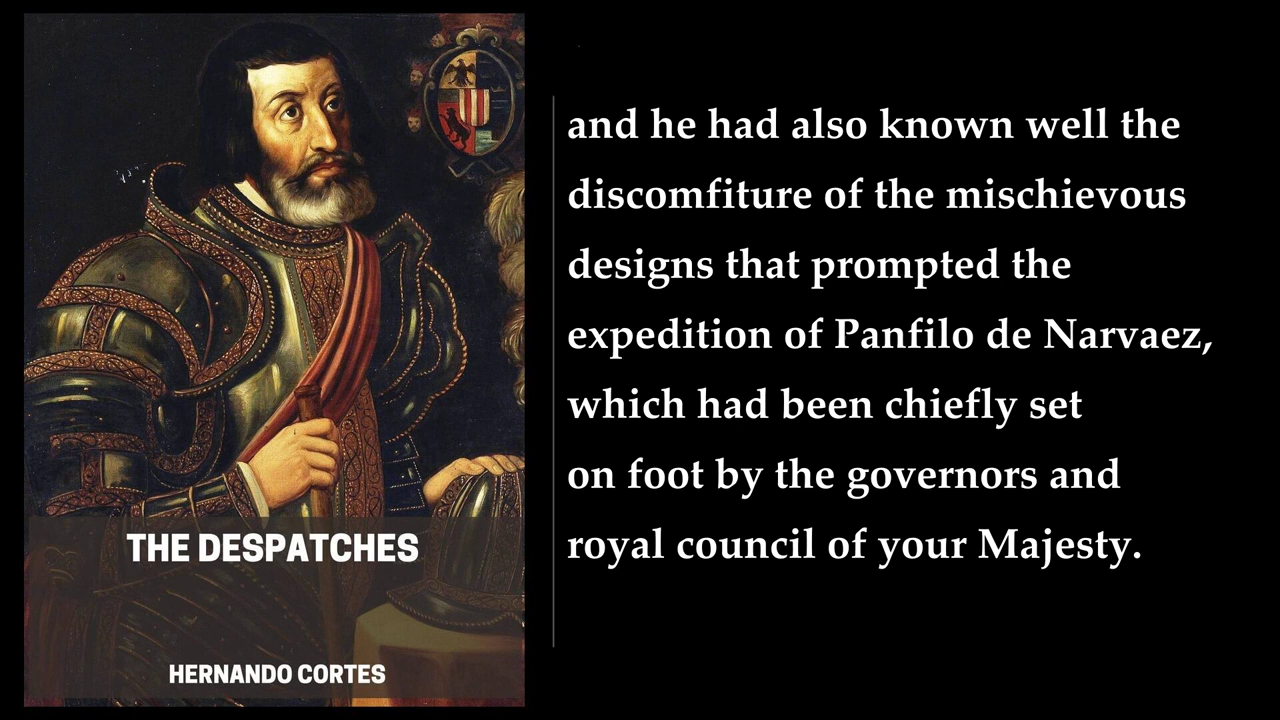 THE DESPATCHES
HERNANDO CORTES
and he had also known well the
discomfiture of the mischievous
designs that prompted the
expedition of Panfilo de Narvaez,
which had been chiefly set
on foot by the governors and
royal council of your Majesty.